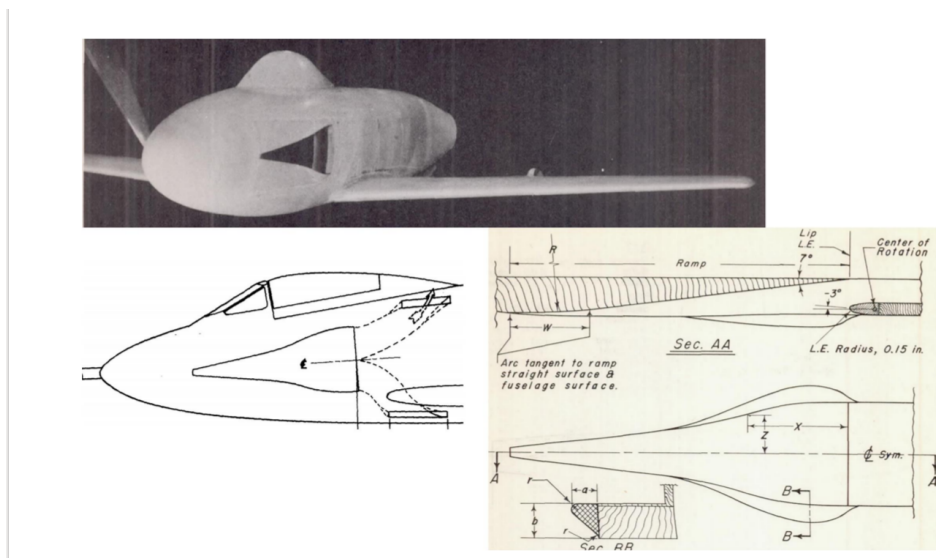 Lip
L.E.
R
7°
Center of
Rotation
Ramp
-3°
W
Sec. AA
L.E. Radius, 0.15 in.
Arc tangent to ramp
straight surface &
fuselage surface.
X
Z
℄
℄ Sym.
A
A
r
a
B
b
r
B
Sec. BB